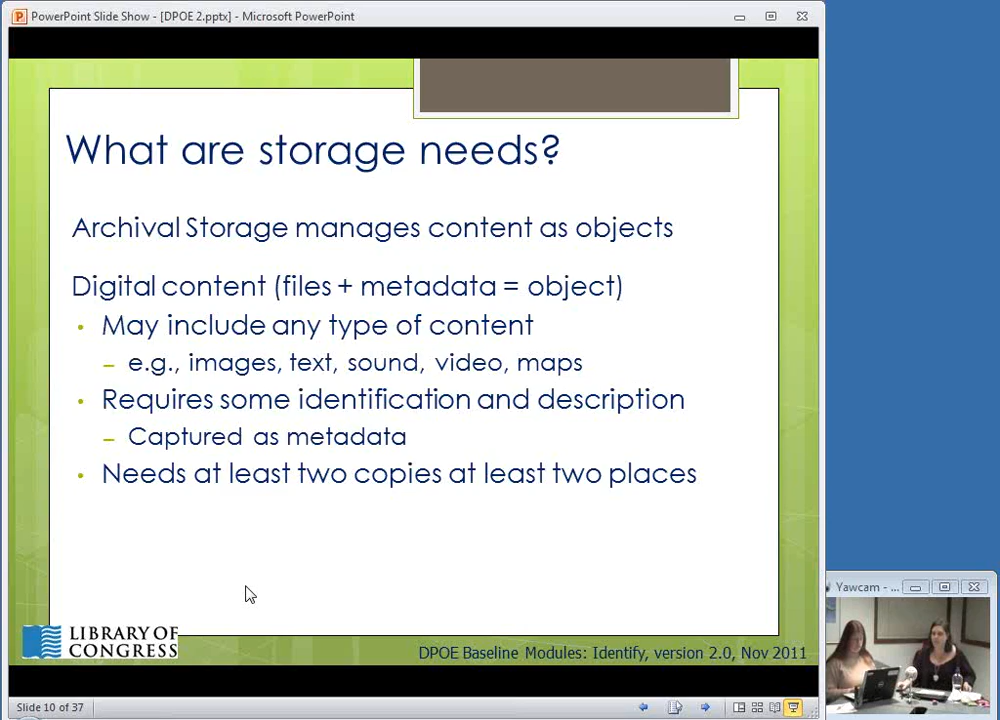 PowerPoint Slide Show - [DPOE 2.pptx] - Microsoft PowerPoint
What are storage needs?
Archival Storage manages content as objects
Digital content (files + metadata = object)
• May include any type of content
– e.g., images, text, sound, video, maps
• Requires some identification and description
– Captured as metadata
• Needs at least two copies at least two places
LIBRARY OF
CONGRESS
DPOE Baseline Modules: Identify, version 2.0, Nov 2011
Slide 10 of 37
Yawcam - ...